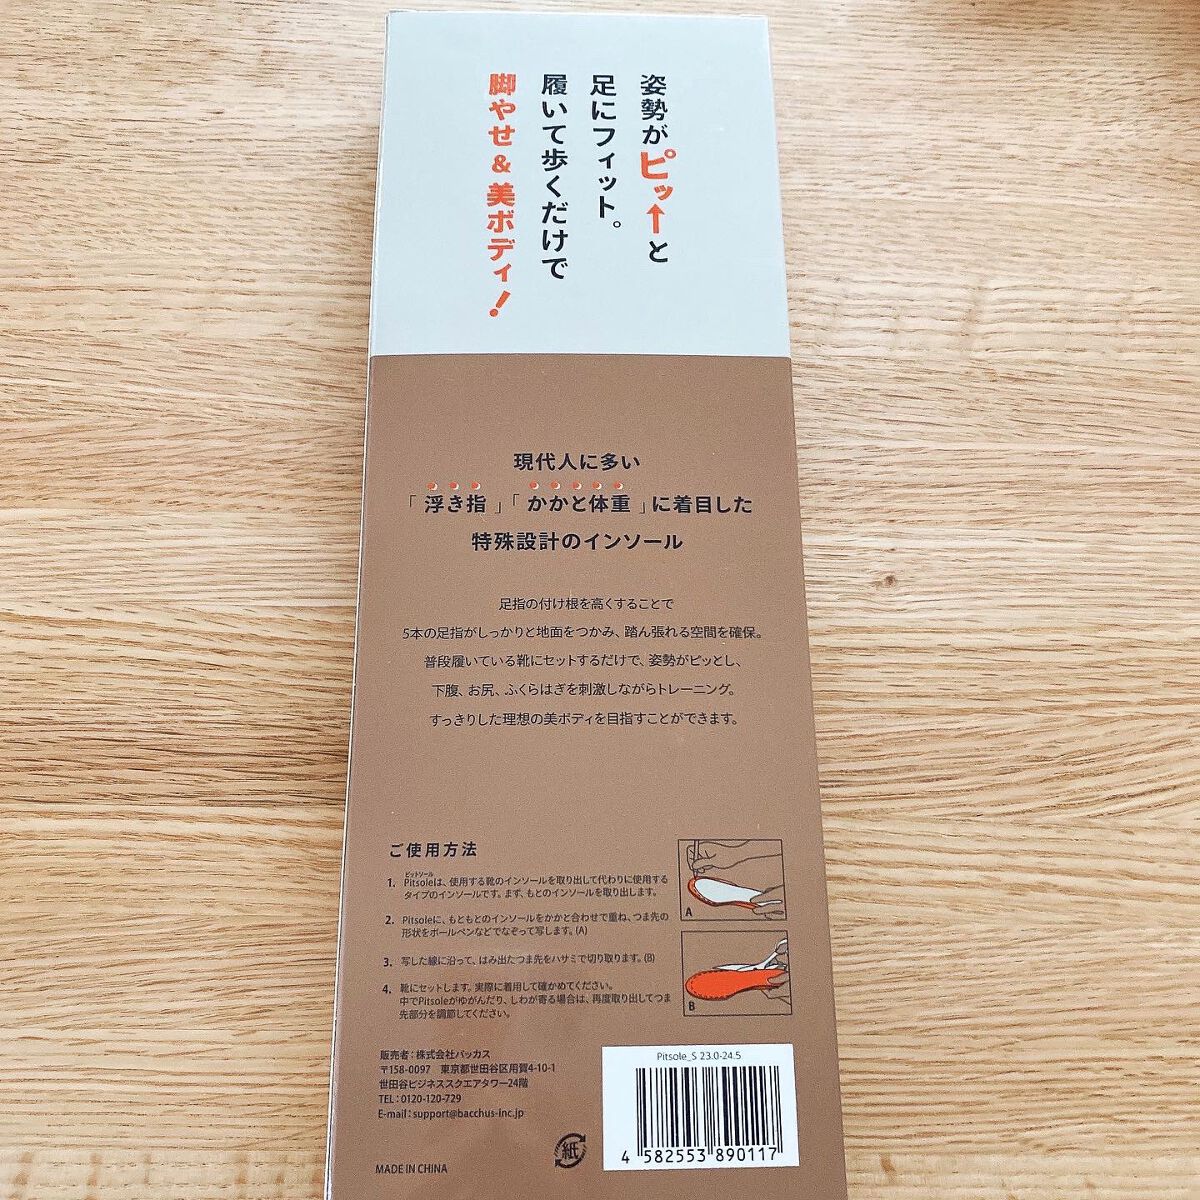 姿勢がピッ↑と
足にフィット。
履いて歩くだけで
脚やせ&美ボディ!
現代人に多い
「浮き指」「かかと体重」に着目した
特殊設計のインソール
足指の付け根を高くすることで
5本の足指がしっかりと地面をつかみ、踏ん張れる空間を確保。
普段履いている靴にセットするだけで、姿勢がピッとし、
下腹、お尻、ふくらはぎを刺激しながらトレーニング。
すっきりした理想の美ボディを目指すことができます。
ご使用方法
ピットソール
1. Pitsoleは、使用する靴のインソールを取り出して代わりに使用する
タイプのインソールです。まず、もとのインソールを取り出します。
2. Pitsoleに、もともとのインソールをかかと合わせで重ね、つま先の
形状をボールペンなどでなぞって写します。(A)
3. 写した線に沿って、はみ出たつま先をハサミで切り取ります。(B)
4. 靴にセットします。実際に着用して確かめてください。
中でPitsoleがゆがんだり、しわが寄る場合は、再度取り出してつま
先部分を調節してください。
A
B
販売者:株式会社バッカス
〒158-0097 東京都世田谷区用賀4-10-1
世田谷ビジネススクエアタワー24階
TEL:0120-120-729
E-mail:support@bacchus-inc.jp
紙
MADE IN CHINA
Pitsole_S 23.0-24.5
4 582553 890117